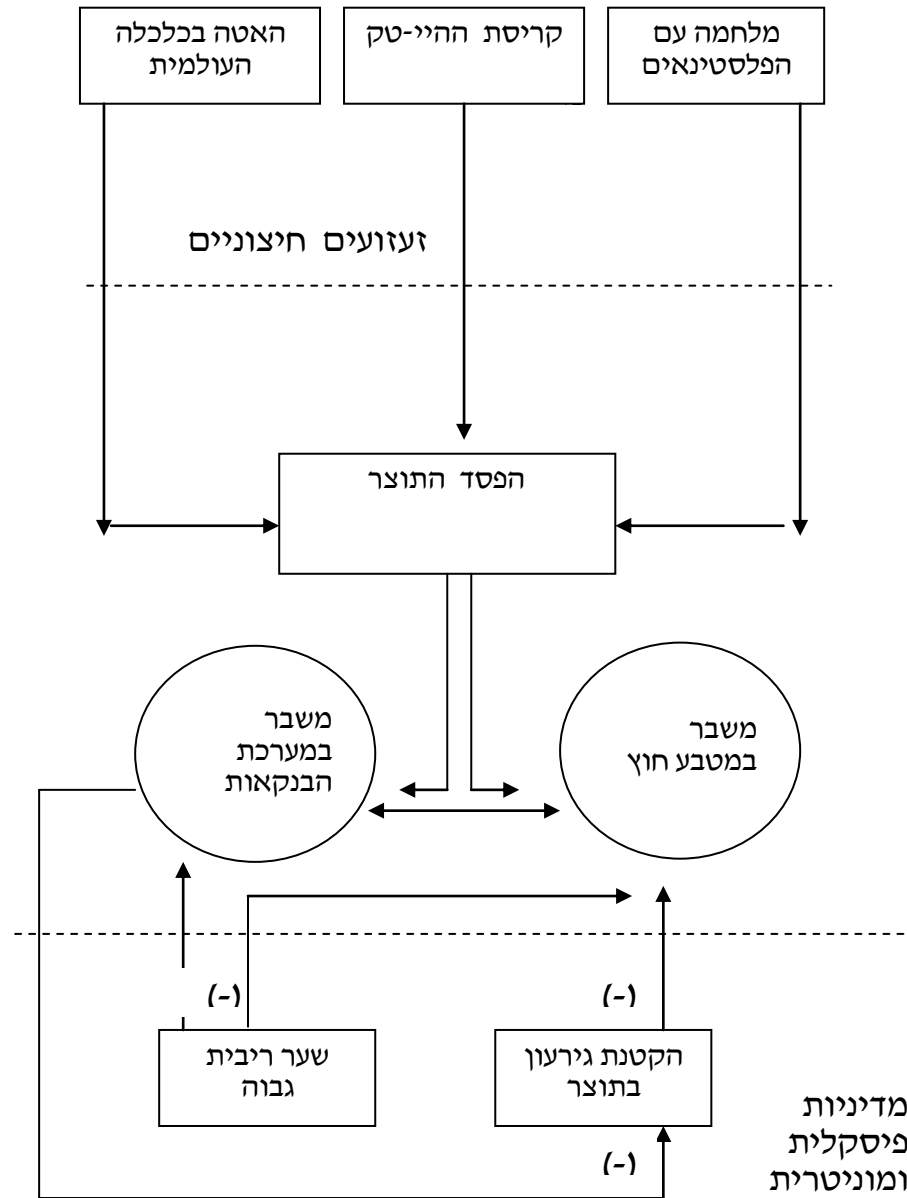 מלחמה עם
הפלסטינאים
קריסת ההיי-טק
האטה בכלכלה
העולמית
זעזועים חיצוניים
הפסד התוצר
משבר
במטבע חוץ
משבר
במערכת
הבנקאות
(-)
(-)
הקטנת גירעון
בתוצר
שער ריבית
גבוה
(-)
מדיניות
פיסקלית
ומוניטרית